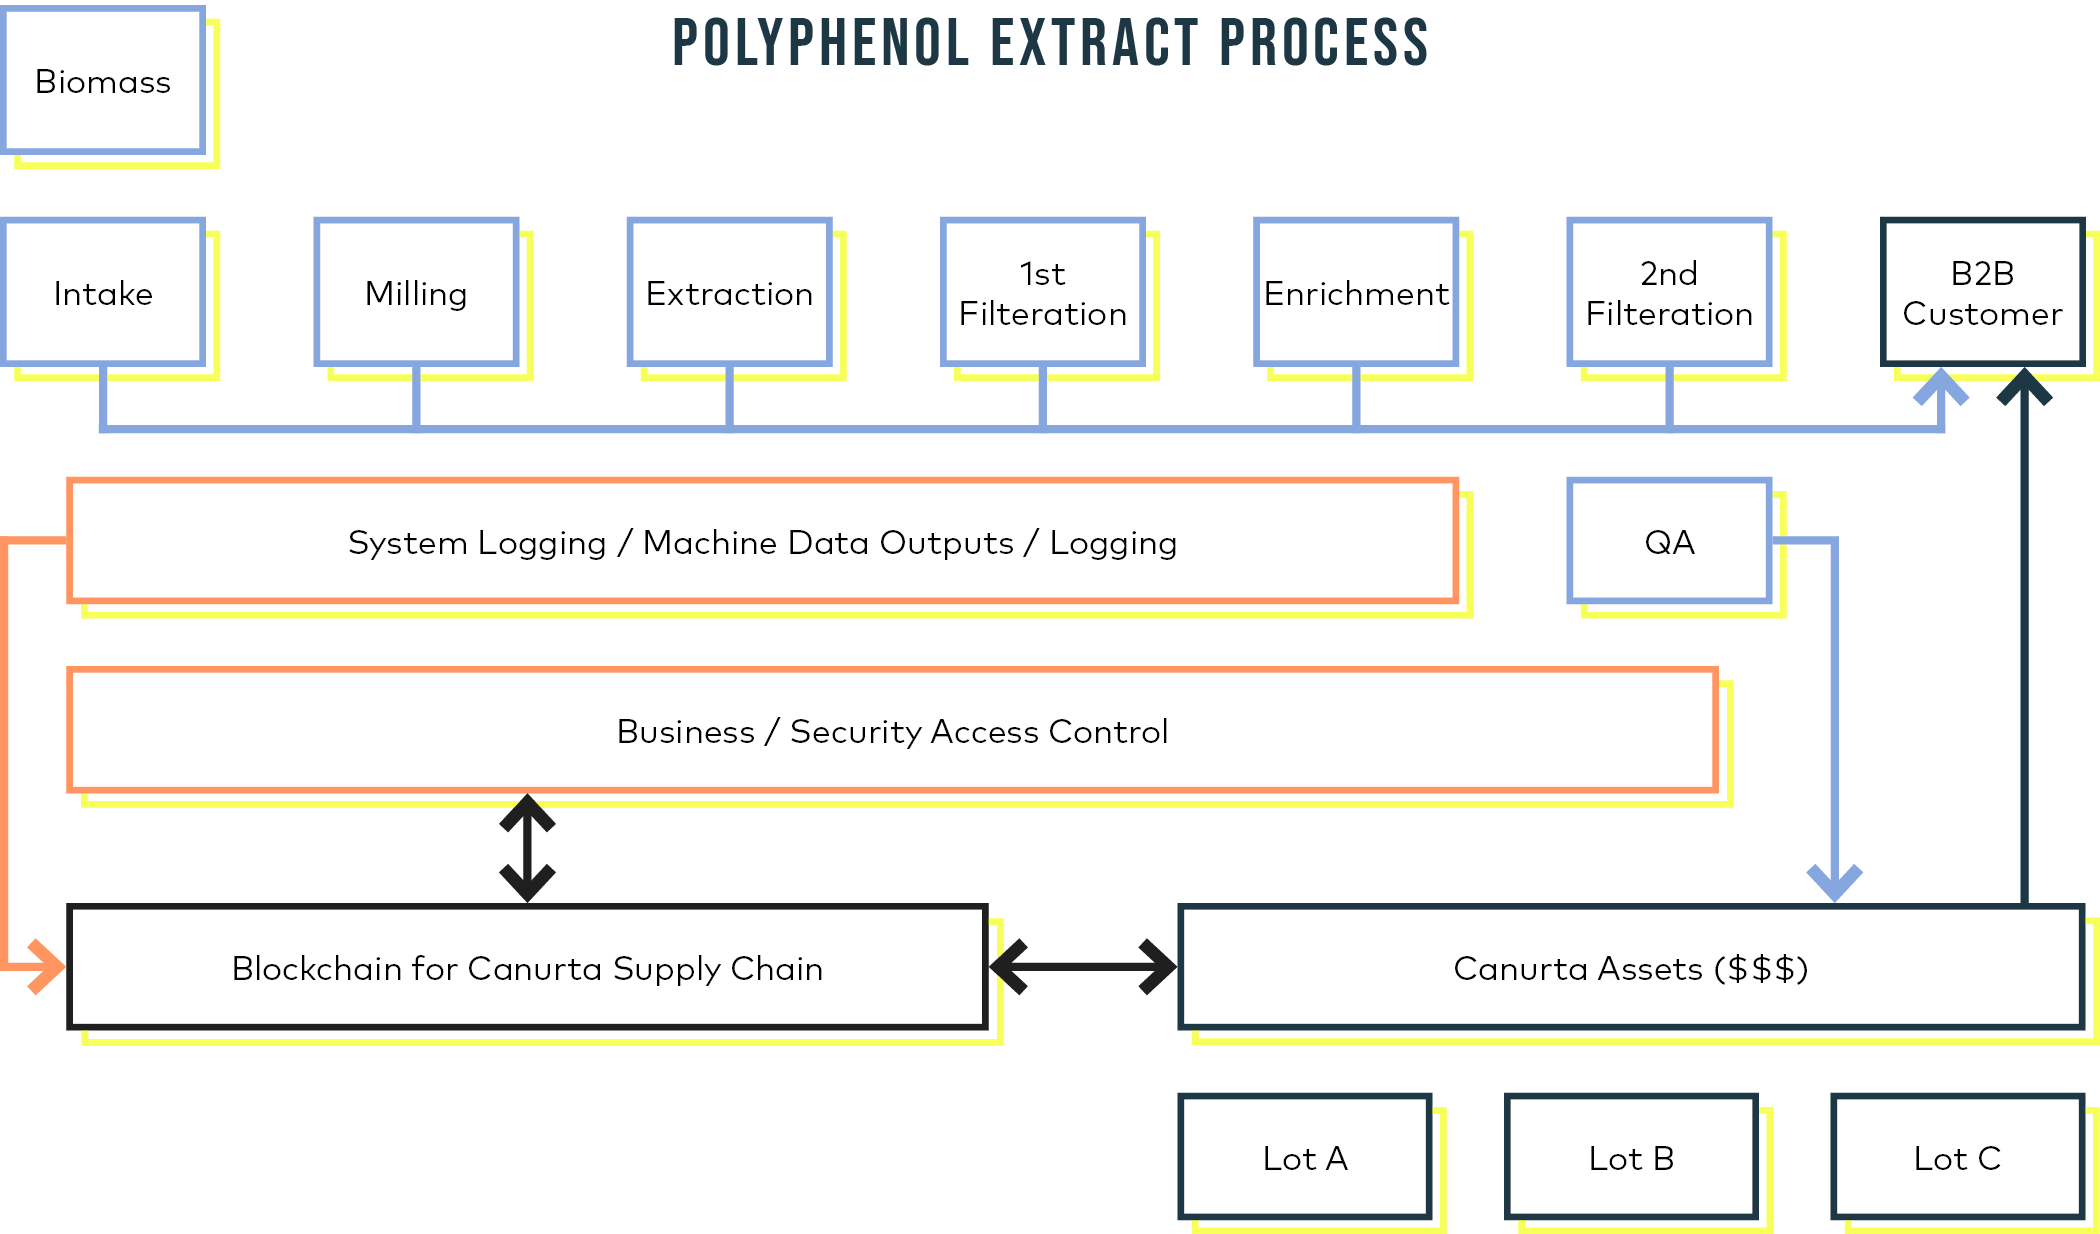 POLYPHENOL EXTRACT PROCESS
Biomass
Intake
Milling
Extraction
1st
Filteration
Enrichment
2nd
Filteration
B2B
Customer
System Logging / Machine Data Outputs / Logging
QA
Business / Security Access Control
Blockchain for Canurta Supply Chain
Canurta Assets ($$$)
Lot A
Lot B
Lot C